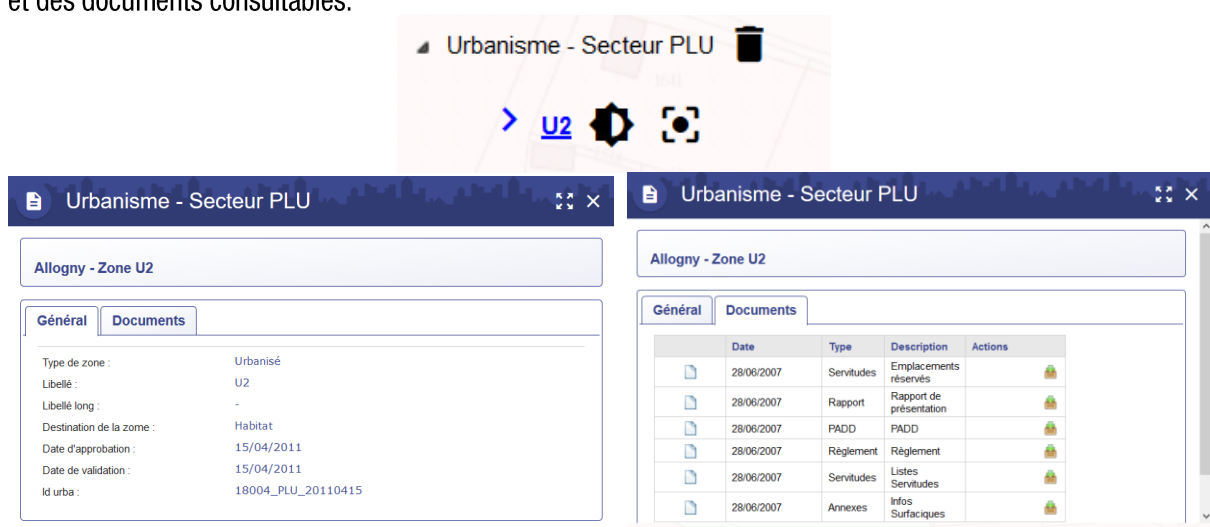 et des documents consultables.
Urbanisme - Secteur PLU
U2
Urbanisme - Secteur PLU
Allogny - Zone U2
Général Documents
Type de zone : Urbanisé
Libellé : U2
Libellé long : -
Destination de la zome : Habitat
Date d'approbation : 15/04/2011
Date de validation : 15/04/2011
Id urba : 18004_PLU_20110415
Urbanisme - Secteur PLU
Allogny - Zone U2
Général Documents
Date Type Description Actions
28/06/2007 Servitudes Emplacements
réservés
28/06/2007 Rapport Rapport de
présentation
28/06/2007 PADD PADD
28/06/2007 Règlement Règlement
28/06/2007 Servitudes Listes
Servitudes
28/06/2007 Annexes Infos
Surfaciques